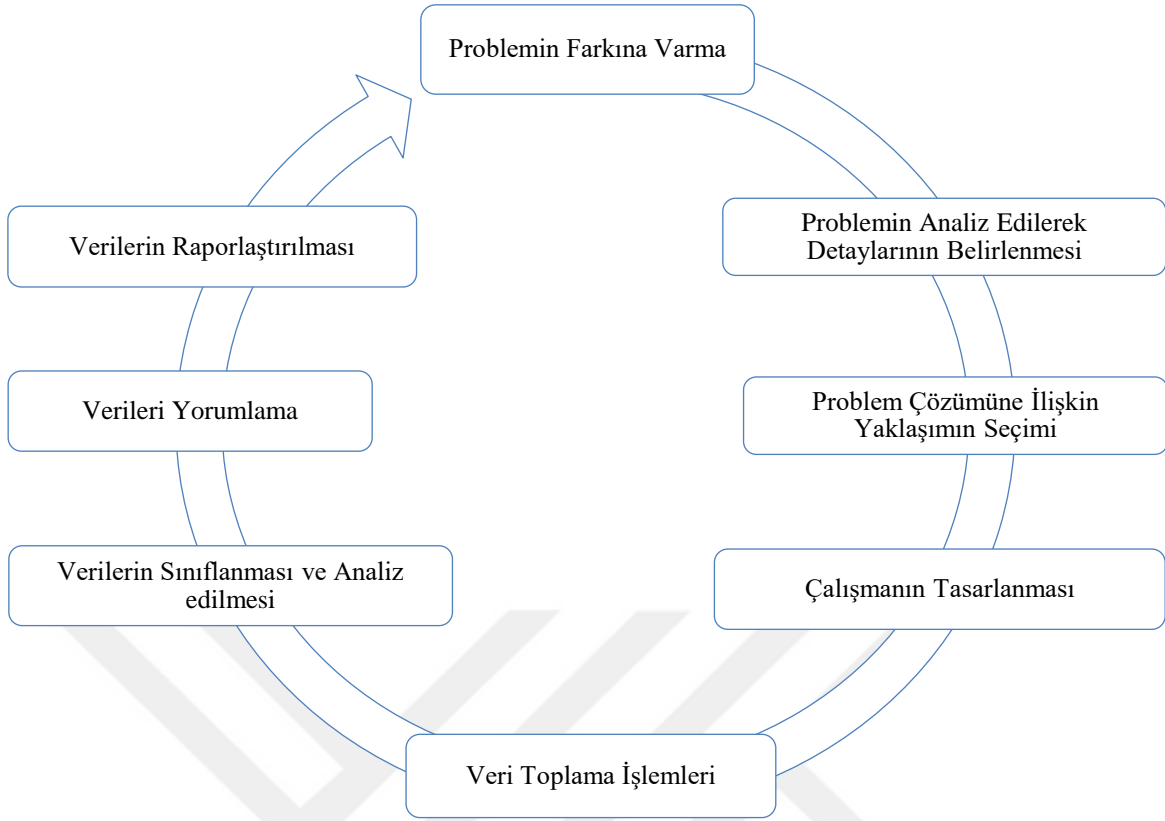 Problemin Farkına Varma
Problemin Analiz Edilerek
Detaylarının Belirlenmesi
Problem Çözümüne İlişkin
Yaklaşımın Seçimi
Çalışmanın Tasarlanması
Veri Toplama İşlemleri
Verilerin Sınıflanması ve Analiz
edilmesi
Verileri Yorumlama
Verilerin Raporlaştırılması